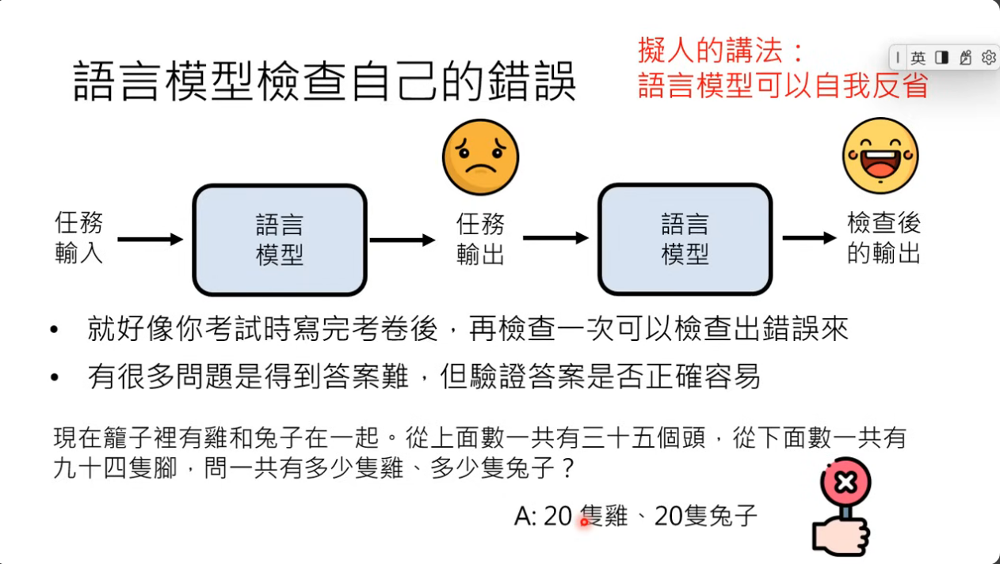 擬人的講法：
語言模型可以自我反省
英
語言模型檢查自己的錯誤
任務
輸入
語言
模型
任務
輸出
語言
模型
檢查後
的輸出
• 就好像你考試時寫完考卷後，再檢查一次可以檢查出錯誤來
• 有很多問題是得到答案難，但驗證答案是否正確容易
現在籠子裡有雞和兔子在一起。從上面數一共有三十五個頭，從下面數一共有
九十四隻腳，問一共有多少隻雞、多少隻兔子？
A: 20 隻雞、20隻兔子